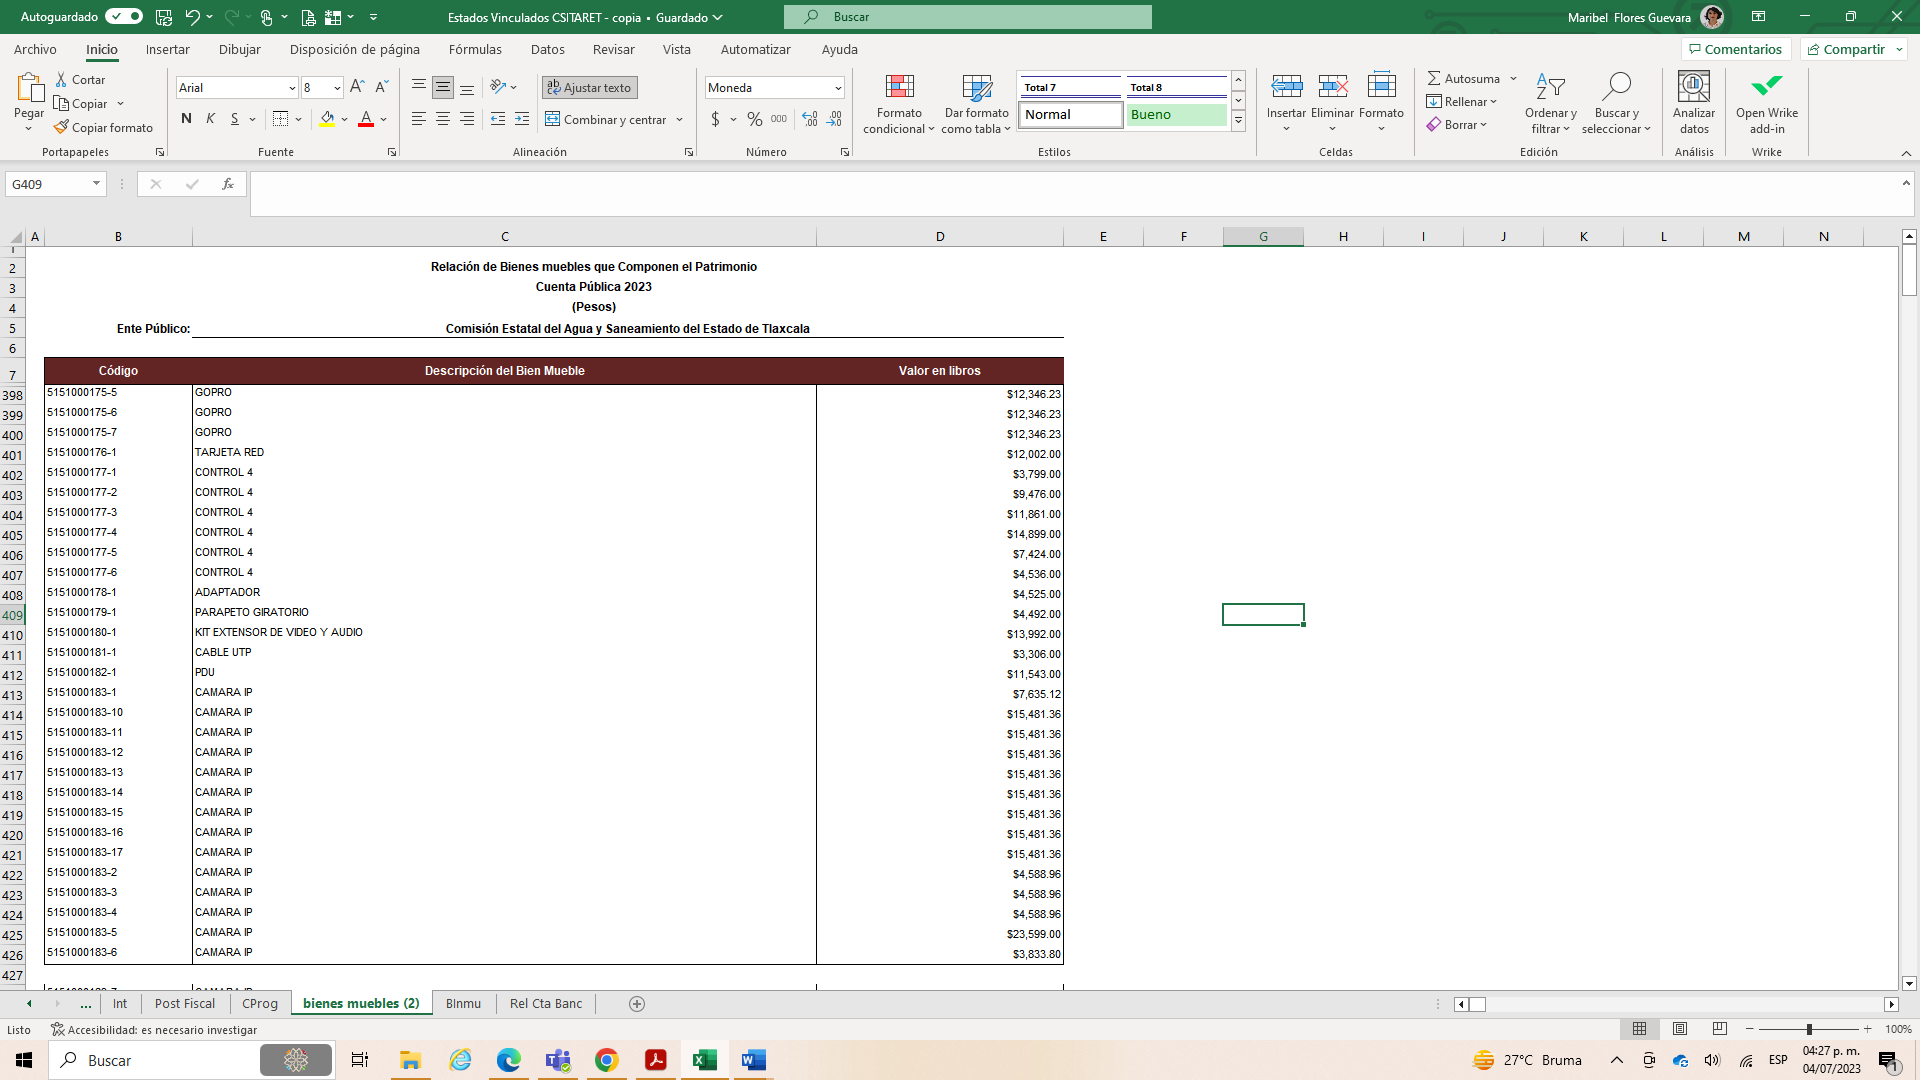 Autoguardado
Estados Vinculados CSITARET - copia • Guardado
Buscar
Maribel Flores Guevara
Archivo Inicio Insertar Dibujar Disposición de página Fórmulas Datos Revisar Vista Automatizar Ayuda
Comentarios Compartir
Pegar
Cortar
Copiar
Copiar formato
Portapapeles
Arial 8
N K S
Fuente
Ajustar texto
Combinar y centrar
Alineación
Moneda
$ % 000
Número
Formato condicional
Dar formato como tabla
Total 7 Total 8
Normal Bueno
Estilos
Insertar Eliminar Formato
Celdas
Autosuma
Rellenar
Borrar
Ordenar y filtrar
Buscar y seleccionar
Edición
Analizar datos
Análisis
Open Wrike add-in
Wrike
G409
fx
A B C D E F G H I J K L M N
2 Relación de Bienes muebles que Componen el Patrimonio
3 Cuenta Pública 2023
4 (Pesos)
5 Ente Público: Comisión Estatal del Agua y Saneamiento del Estado de Tlaxcala
6
7 Código Descripción del Bien Mueble Valor en libros
398 5151000175-5 GOPRO $12,346.23
399 5151000175-6 GOPRO $12,346.23
400 5151000175-7 GOPRO $12,346.23
401 5151000176-1 TARJETA RED $12,002.00
402 5151000177-1 CONTROL 4 $3,799.00
403 5151000177-2 CONTROL 4 $9,476.00
404 5151000177-3 CONTROL 4 $11,861.00
405 5151000177-4 CONTROL 4 $14,899.00
406 5151000177-5 CONTROL 4 $7,424.00
407 5151000177-6 CONTROL 4 $4,536.00
408 5151000178-1 ADAPTADOR $4,525.00
409 5151000179-1 PARAPETO GIRATORIO $4,492.00
410 5151000180-1 KIT EXTENSOR DE VIDEO Y AUDIO $13,992.00
411 5151000181-1 CABLE UTP $3,306.00
412 5151000182-1 PDU $11,543.00
413 5151000183-1 CAMARA IP $7,635.12
414 5151000183-10 CAMARA IP $15,481.36
415 5151000183-11 CAMARA IP $15,481.36
416 5151000183-12 CAMARA IP $15,481.36
417 5151000183-13 CAMARA IP $15,481.36
418 5151000183-14 CAMARA IP $15,481.36
419 5151000183-15 CAMARA IP $15,481.36
420 5151000183-16 CAMARA IP $15,481.36
421 5151000183-17 CAMARA IP $15,481.36
422 5151000183-2 CAMARA IP $4,588.96
423 5151000183-3 CAMARA IP $4,588.96
424 5151000183-4 CAMARA IP $4,588.96
425 5151000183-5 CAMARA IP $23,599.00
426 5151000183-6 CAMARA IP $3,833.80
427
... Int Post Fiscal CProg bienes muebles (2) BInmu Rel Cta Banc
Listo Accesibilidad: es necesario investigar 100%
Buscar
27°C Bruma
ESP
04:27 p. m.
04/07/2023
1